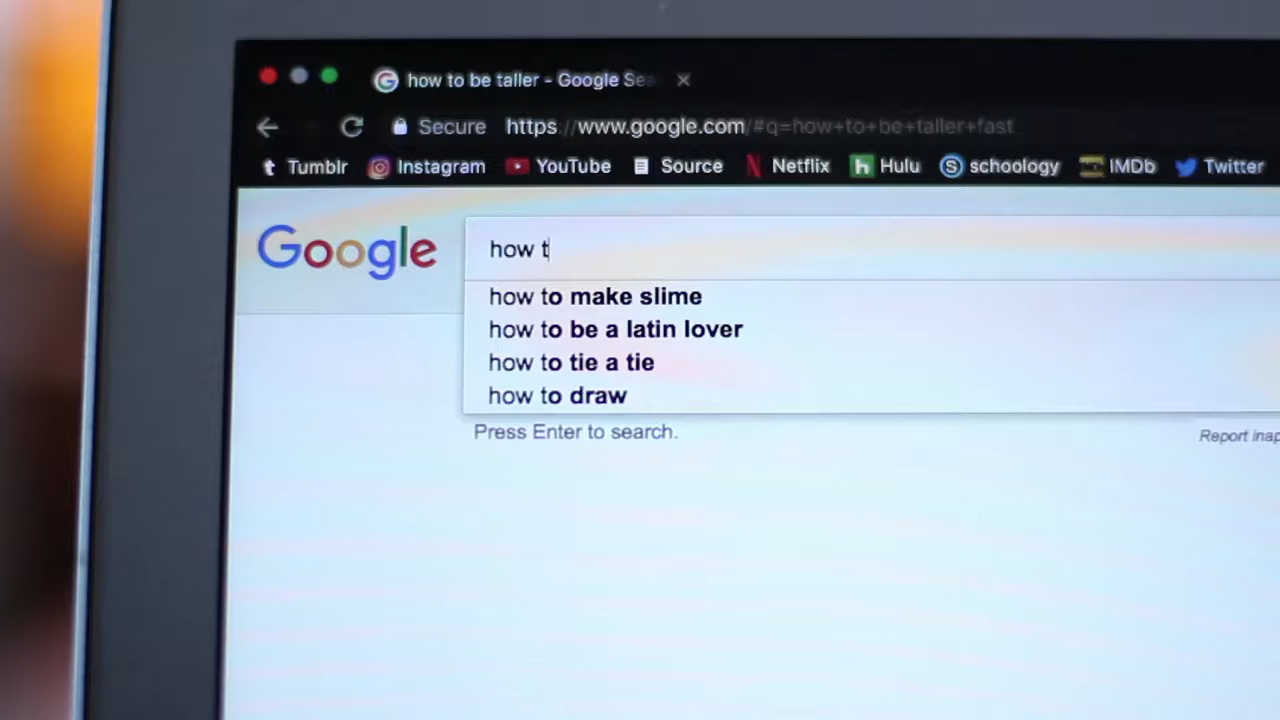 how to be taller - Google Sea
Secure https://www.google.com/#q=how+to+be+taller+fast
Tumblr Instagram YouTube Source Netflix Hulu schoology IMDb Twitter
Google how t
how to make slime
how to be a latin lover
how to tie a tie
how to draw
Press Enter to search.
Report inap